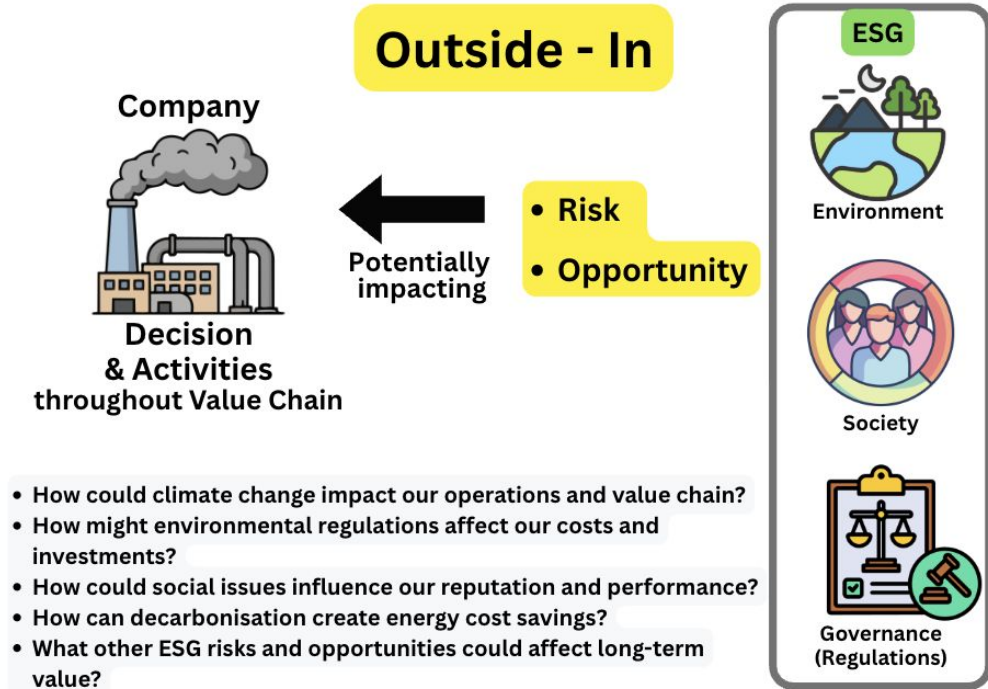 Outside - In
Company
Decision
& Activities
throughout Value Chain
Potentially
impacting
• Risk
• Opportunity
ESG
Environment
Society
Governance
(Regulations)
• How could climate change impact our operations and value chain?
• How might environmental regulations affect our costs and
investments?
• How could social issues influence our reputation and performance?
• How can decarbonisation create energy cost savings?
• What other ESG risks and opportunities could affect long-term
value?